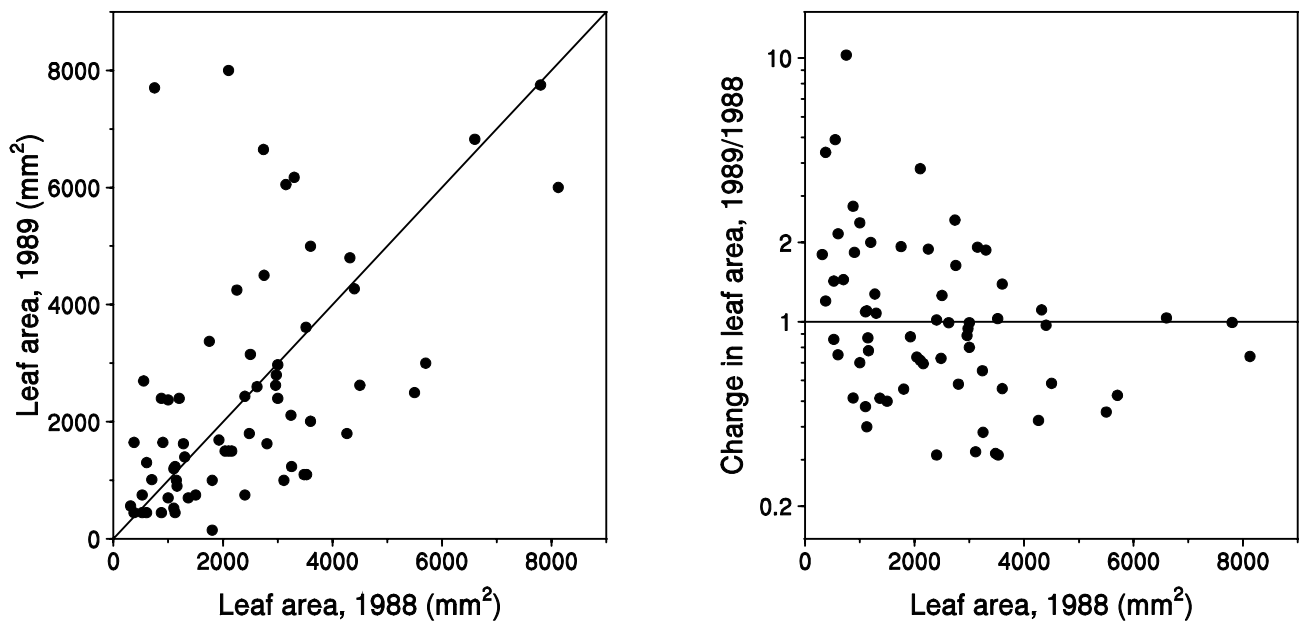 8000
6000
4000
2000
0
0 2000 4000 6000 8000
Leaf area, 1989 (mm²)
Leaf area, 1988 (mm²)
10
2
1
0.2
0 2000 4000 6000 8000
Change in leaf area, 1989/1988
Leaf area, 1988 (mm²)